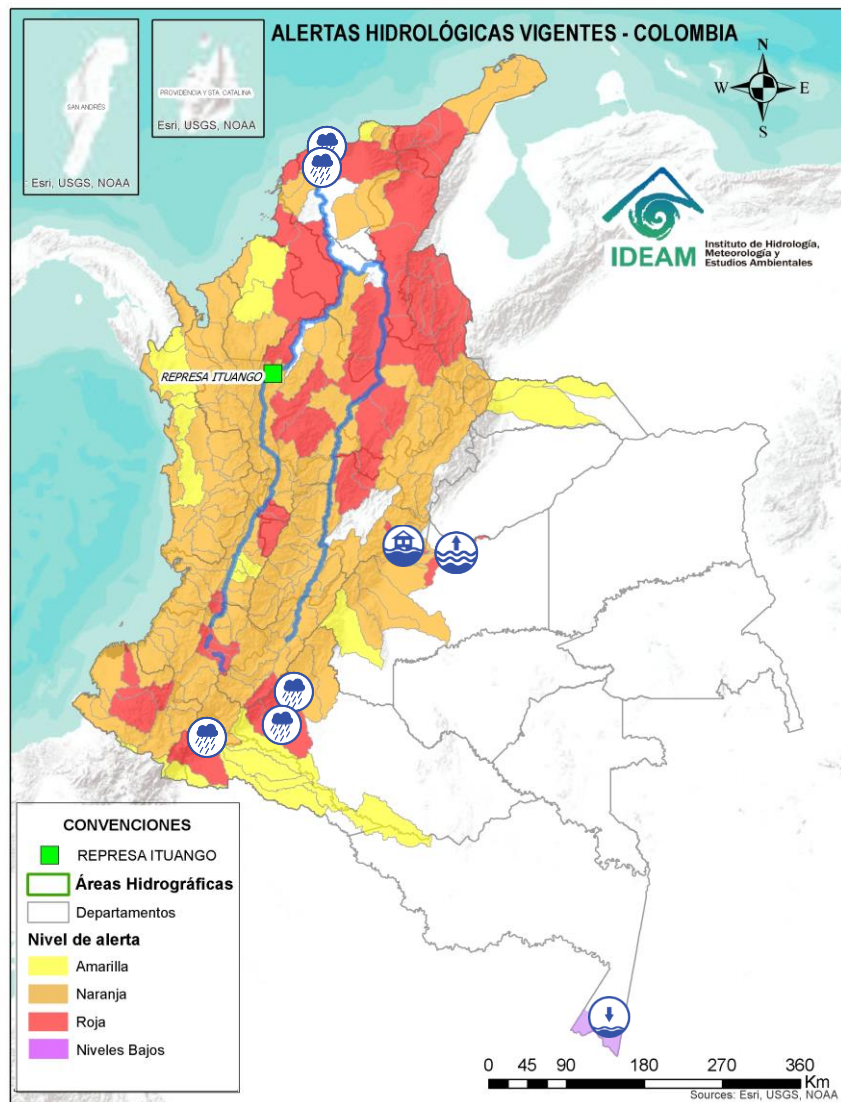 ALERTAS HIDROLÓGICAS VIGENTES - COLOMBIA
SAN ANDRÉS
Esri, USGS, NOAA
PROVIDENCIA Y STA. CATALINA
Esri, USGS, NOAA
N
W
E
S
IDEAM
Instituto de Hidrología,
Meteorología y
Estudios Ambientales
REPRESA ITUANGO
CONVENCIONES
REPRESA ITUANGO
Áreas Hidrográficas
Departamentos
Nivel de alerta
Amarilla
Naranja
Roja
Niveles Bajos
0 45 90 180 270 360
Km
Sources: Esri, USGS, NOAA